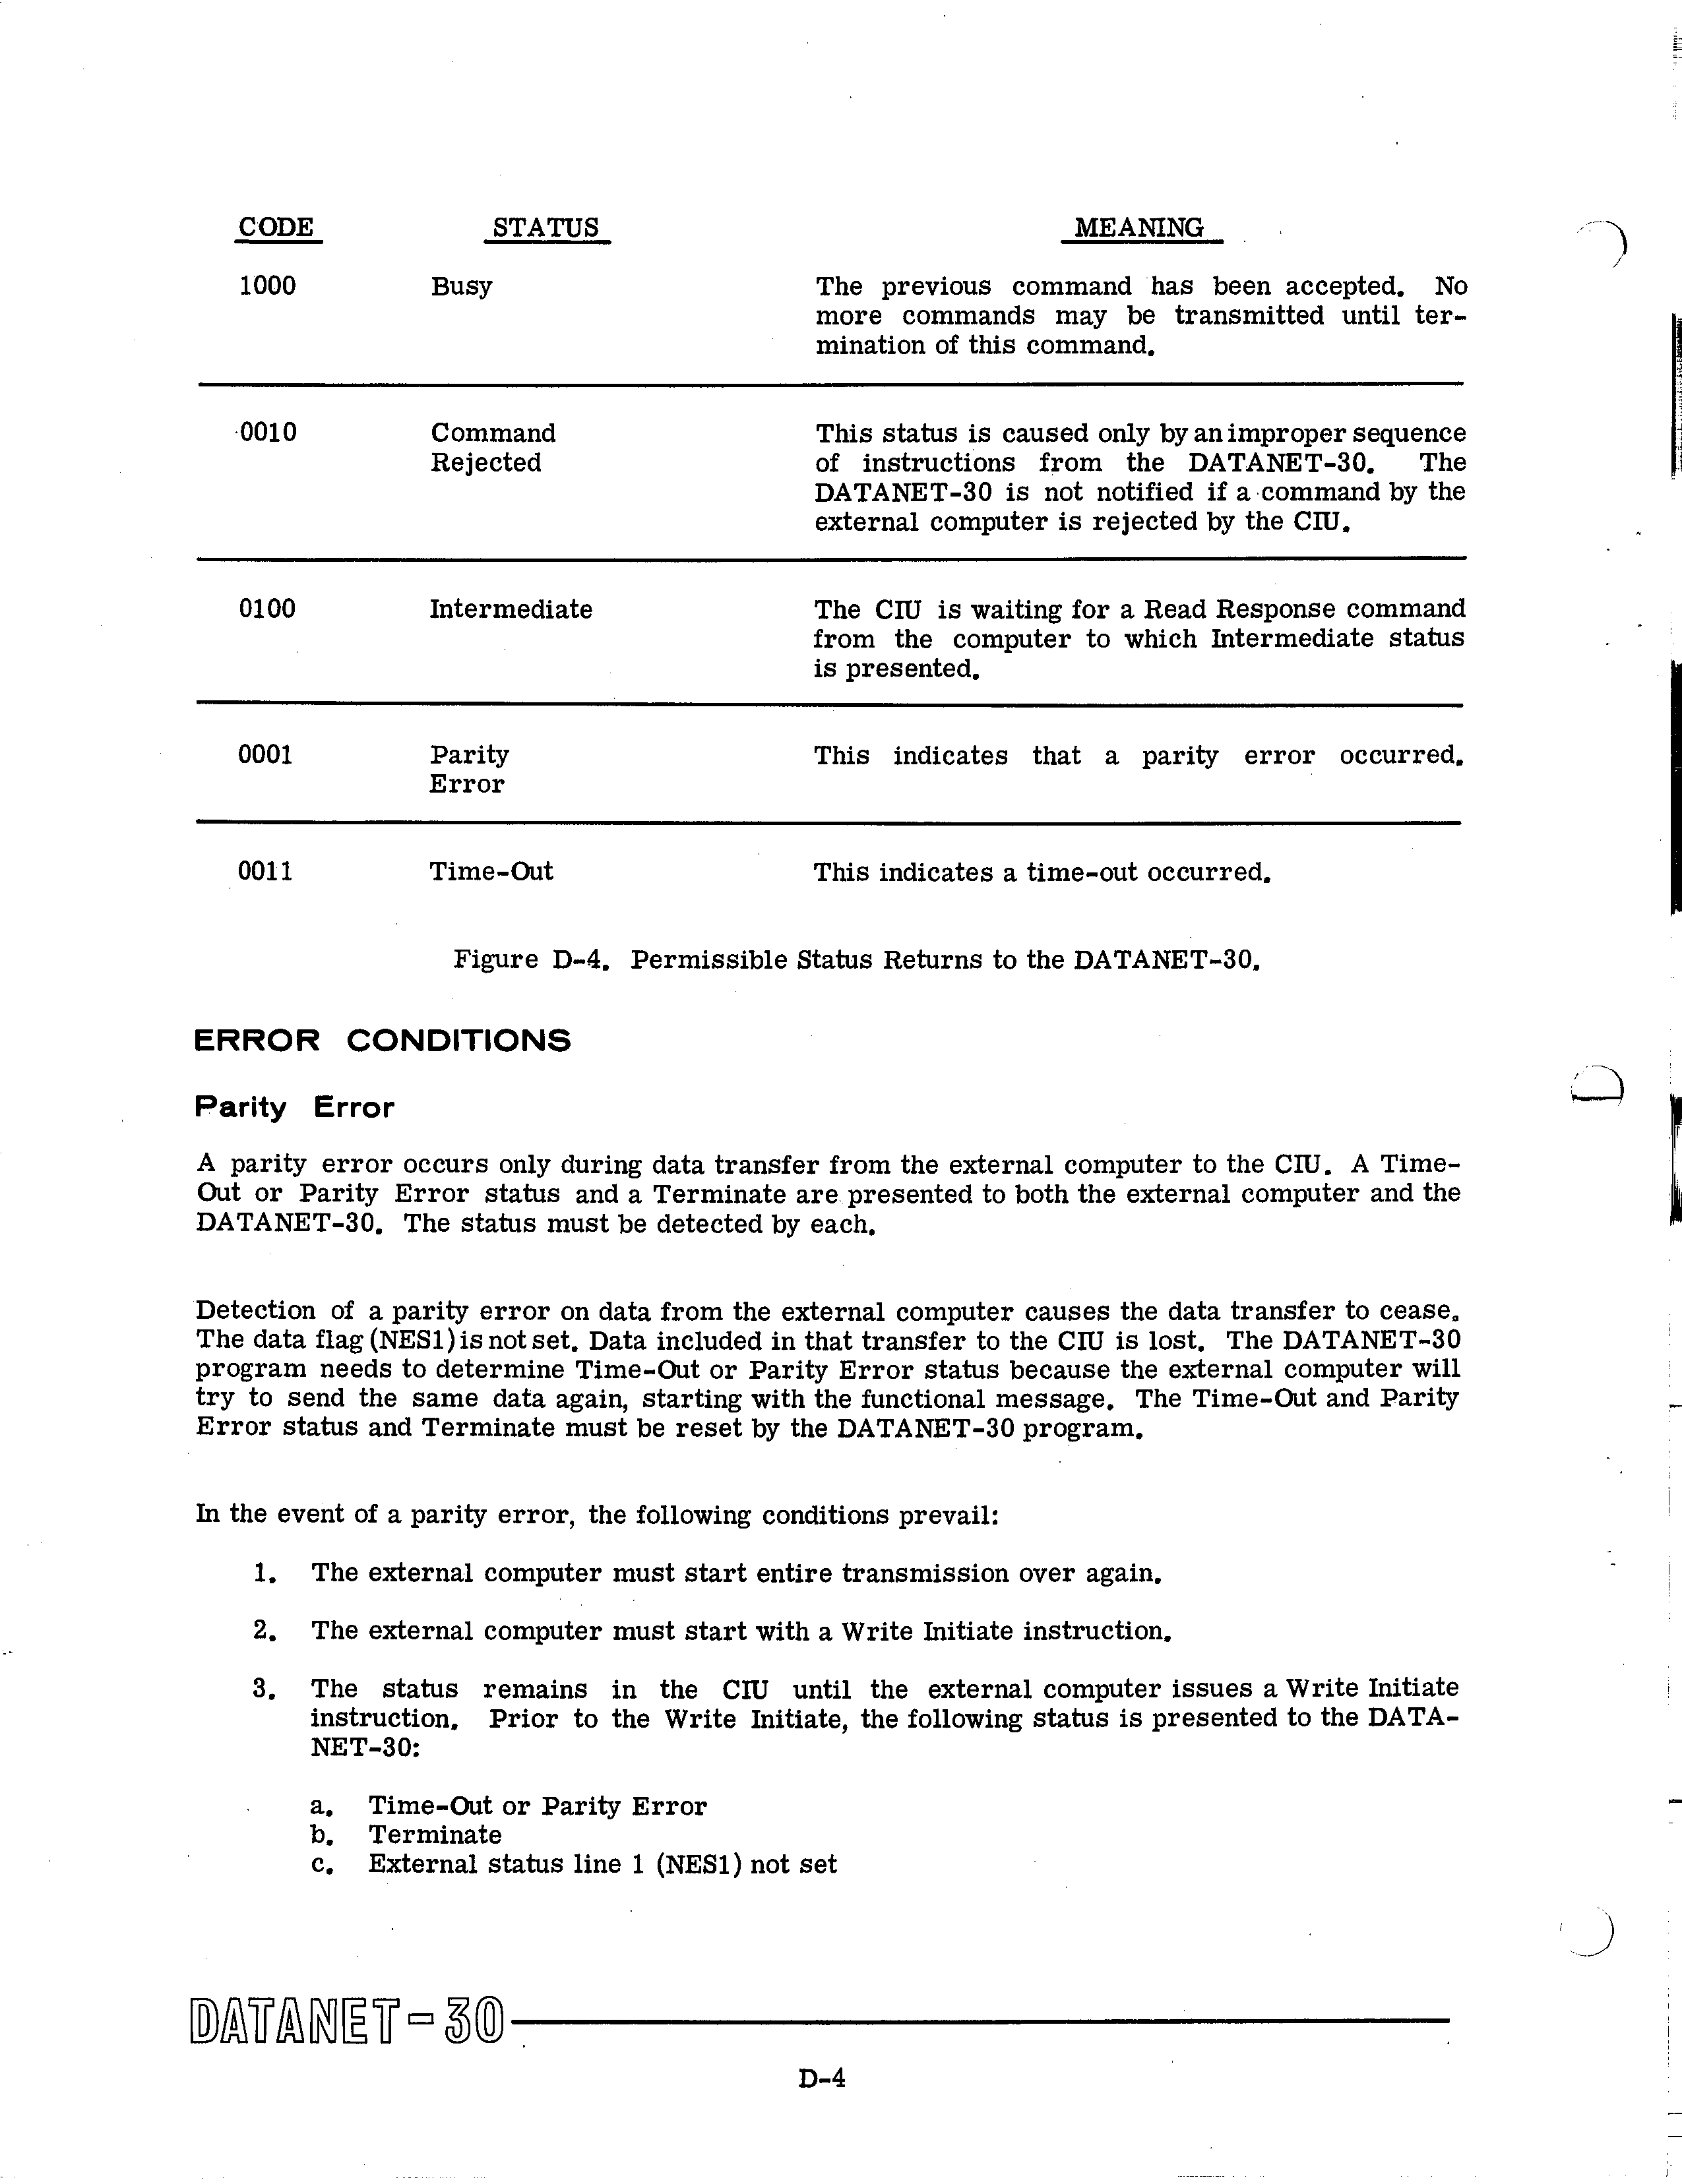 CODE STATUS MEANING
1000 Busy The previous command has been accepted. No
more commands may be transmitted until ter-
mination of this command.
0010 Command This status is caused only by an improper sequence
Rejected of instructions from the DATANET-30. The
DATANET-30 is not notified if a command by the
external computer is rejected by the CIU.
0100 Intermediate The CIU is waiting for a Read Response command
from the computer to which Intermediate status
is presented.
0001 Parity This indicates that a parity error occurred.
Error
0011 Time-Out This indicates a time-out occurred.
Figure D-4. Permissible Status Returns to the DATANET-30.
ERROR CONDITIONS
Parity Error
A parity error occurs only during data transfer from the external computer to the CIU. A Time-
Out or Parity Error status and a Terminate are presented to both the external computer and the
DATANET-30. The status must be detected by each.
Detection of a parity error on data from the external computer causes the data transfer to cease.
The data flag (NES1) is not set. Data included in that transfer to the CIU is lost. The DATANET-30
program needs to determine Time-Out or Parity Error status because the external computer will
try to send the same data again, starting with the functional message. The Time-Out and Parity
Error status and Terminate must be reset by the DATANET-30 program.
In the event of a parity error, the following conditions prevail:
1. The external computer must start entire transmission over again.
2. The external computer must start with a Write Initiate instruction.
3. The status remains in the CIU until the external computer issues a Write Initiate
instruction. Prior to the Write Initiate, the following status is presented to the DATA-
NET-30:
a. Time-Out or Parity Error
b. Terminate
c. External status line 1 (NES1) not set
DATANET-30
D-4